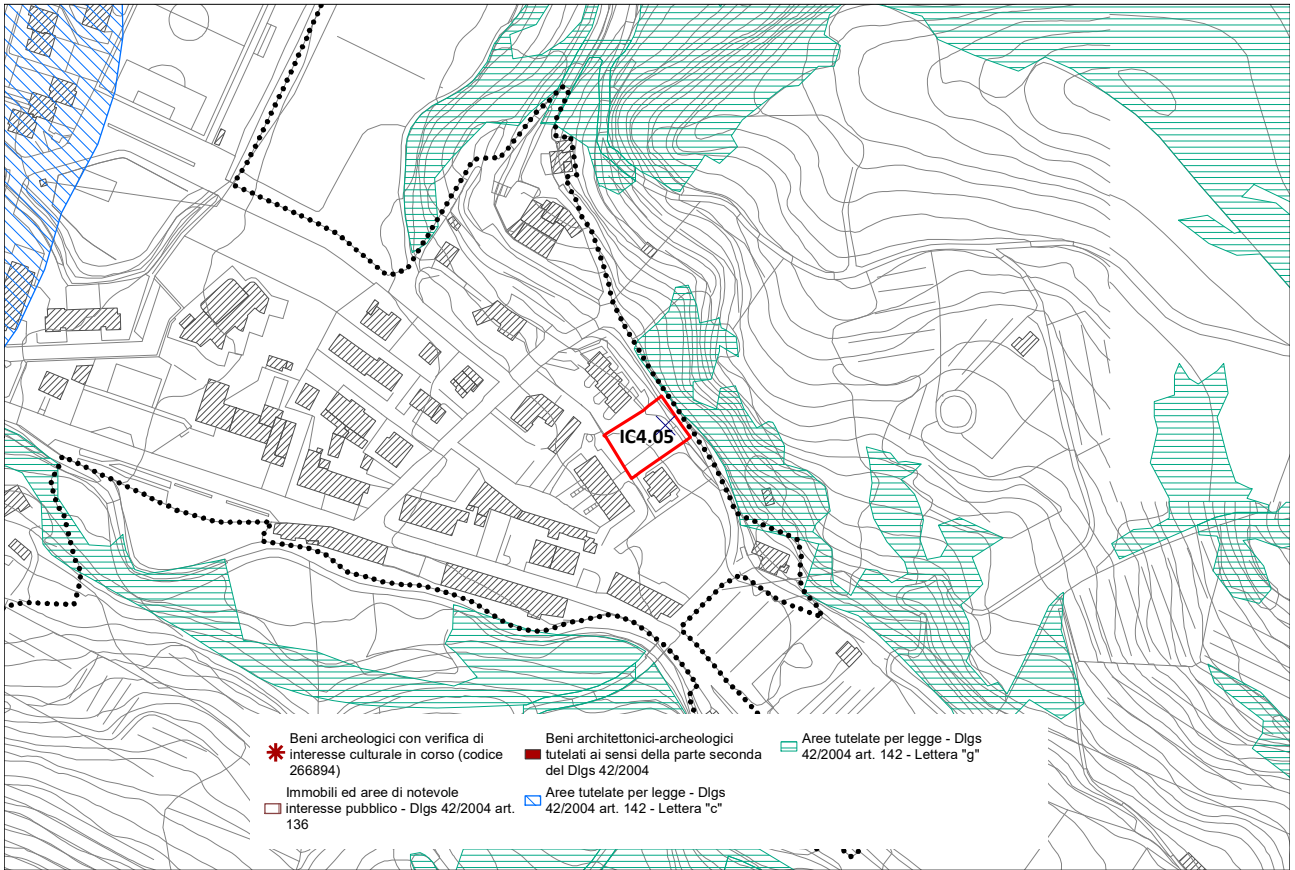 IC4.05
Beni archeologici con verifica di
interesse culturale in corso (codice
266894)
Immobili ed aree di notevole
interesse pubblico - Dlgs 42/2004 art.
136
Beni architettonici-archeologici
tutelati ai sensi della parte seconda
del Dlgs 42/2004
Aree tutelate per legge - Dlgs
42/2004 art. 142 - Lettera "c"
Aree tutelate per legge - Dlgs
42/2004 art. 142 - Lettera "g"